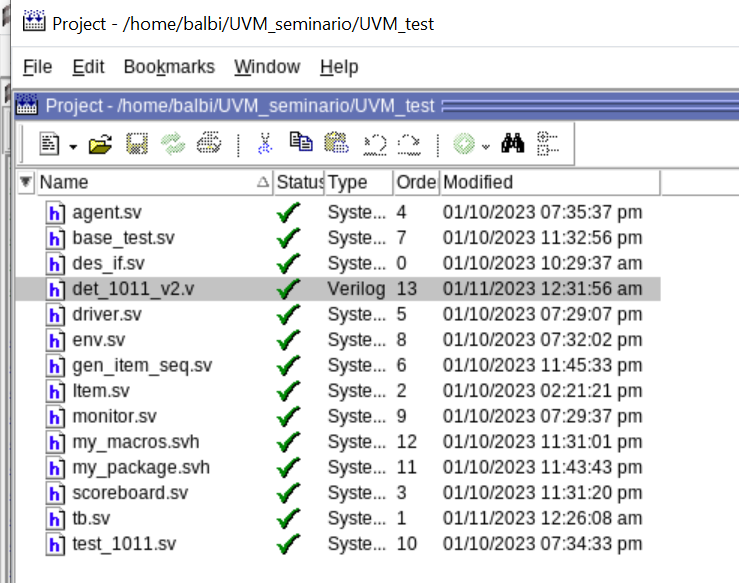 Project - /home/balbi/UVM_seminario/UVM_test
File Edit Bookmarks Window Help
Project - /home/balbi/UVM_seminario/UVM_test
Name Status Type Orde Modified
agent.sv Syste... 4 01/10/2023 07:35:37 pm
base_test.sv Syste... 7 01/10/2023 11:32:56 pm
des_if.sv Syste... 0 01/10/2023 10:29:37 am
det_1011_v2.v Verilog 13 01/11/2023 12:31:56 am
driver.sv Syste... 5 01/10/2023 07:29:07 pm
env.sv Syste... 8 01/10/2023 07:32:02 pm
gen_item_seq.sv Syste... 6 01/10/2023 11:45:33 pm
Item.sv Syste... 2 01/10/2023 02:21:21 pm
monitor.sv Syste... 9 01/10/2023 07:29:37 pm
my_macros.svh Syste... 12 01/10/2023 11:31:01 pm
my_package.svh Syste... 11 01/10/2023 11:43:43 pm
scoreboard.sv Syste... 3 01/10/2023 11:31:20 pm
tb.sv Syste... 1 01/11/2023 12:26:08 am
test_1011.sv Syste... 10 01/10/2023 07:34:33 pm